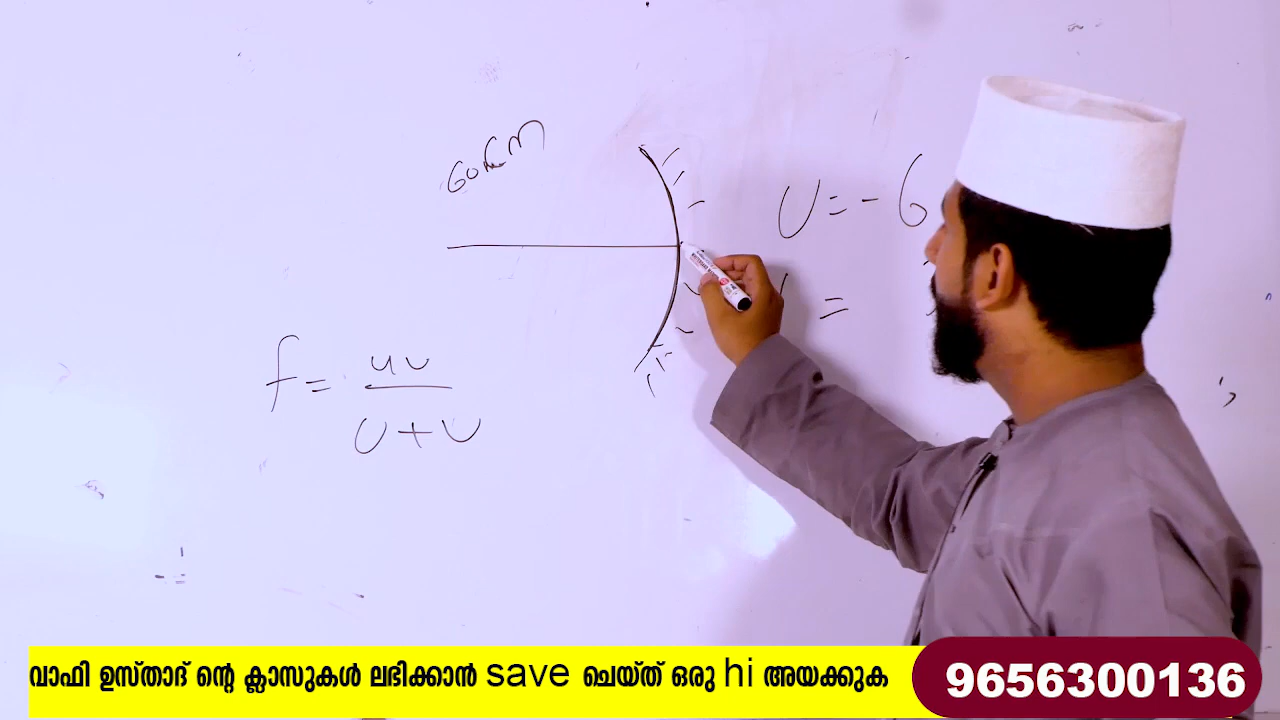 60cm
U = - 6
=
f = uv
U + U
വാഫി ഉസ്താദ് ന്റെ ക്ലാസുകൾ ലഭിക്കാൻ save ചെയ്ത് ഒരു hi അയക്കുക
9656300136